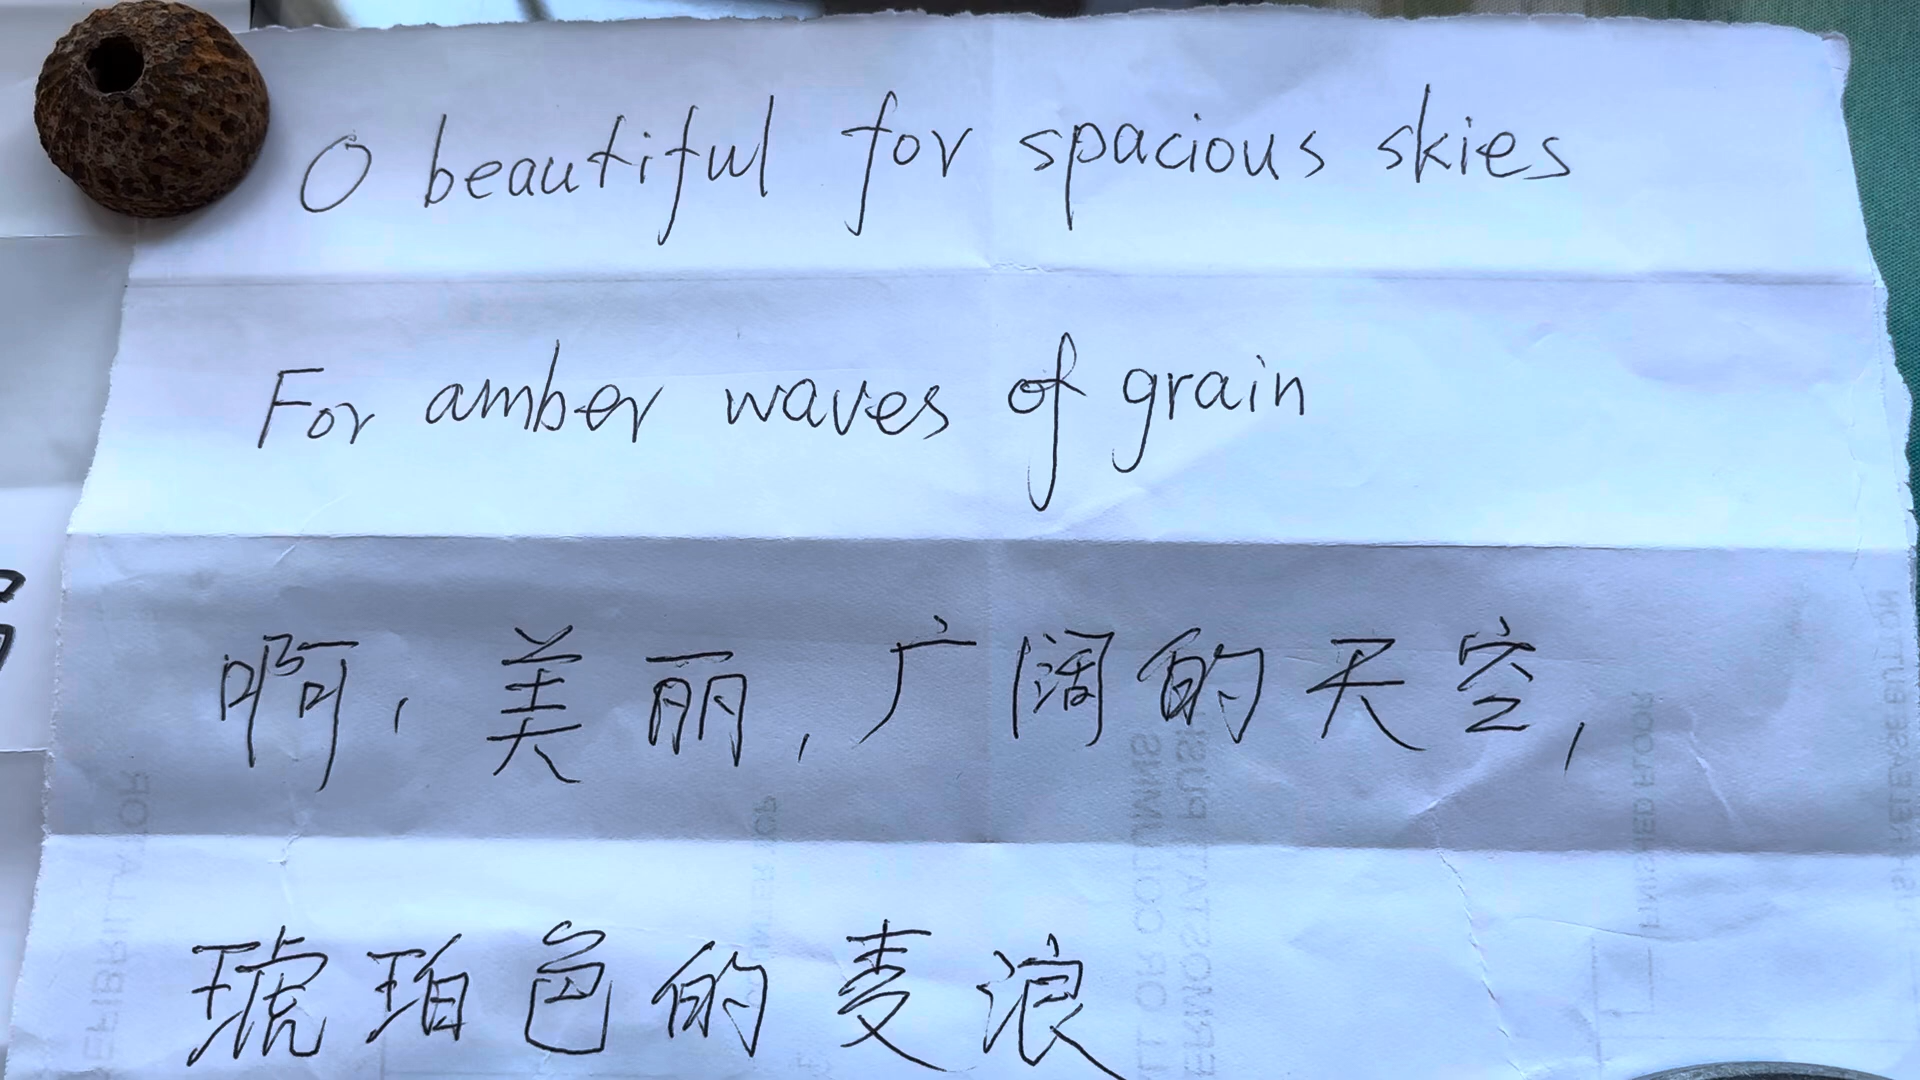 O beautiful for spacious skies
For amber waves of grain
啊，美丽，广阔的天空，
琥珀色的麦浪